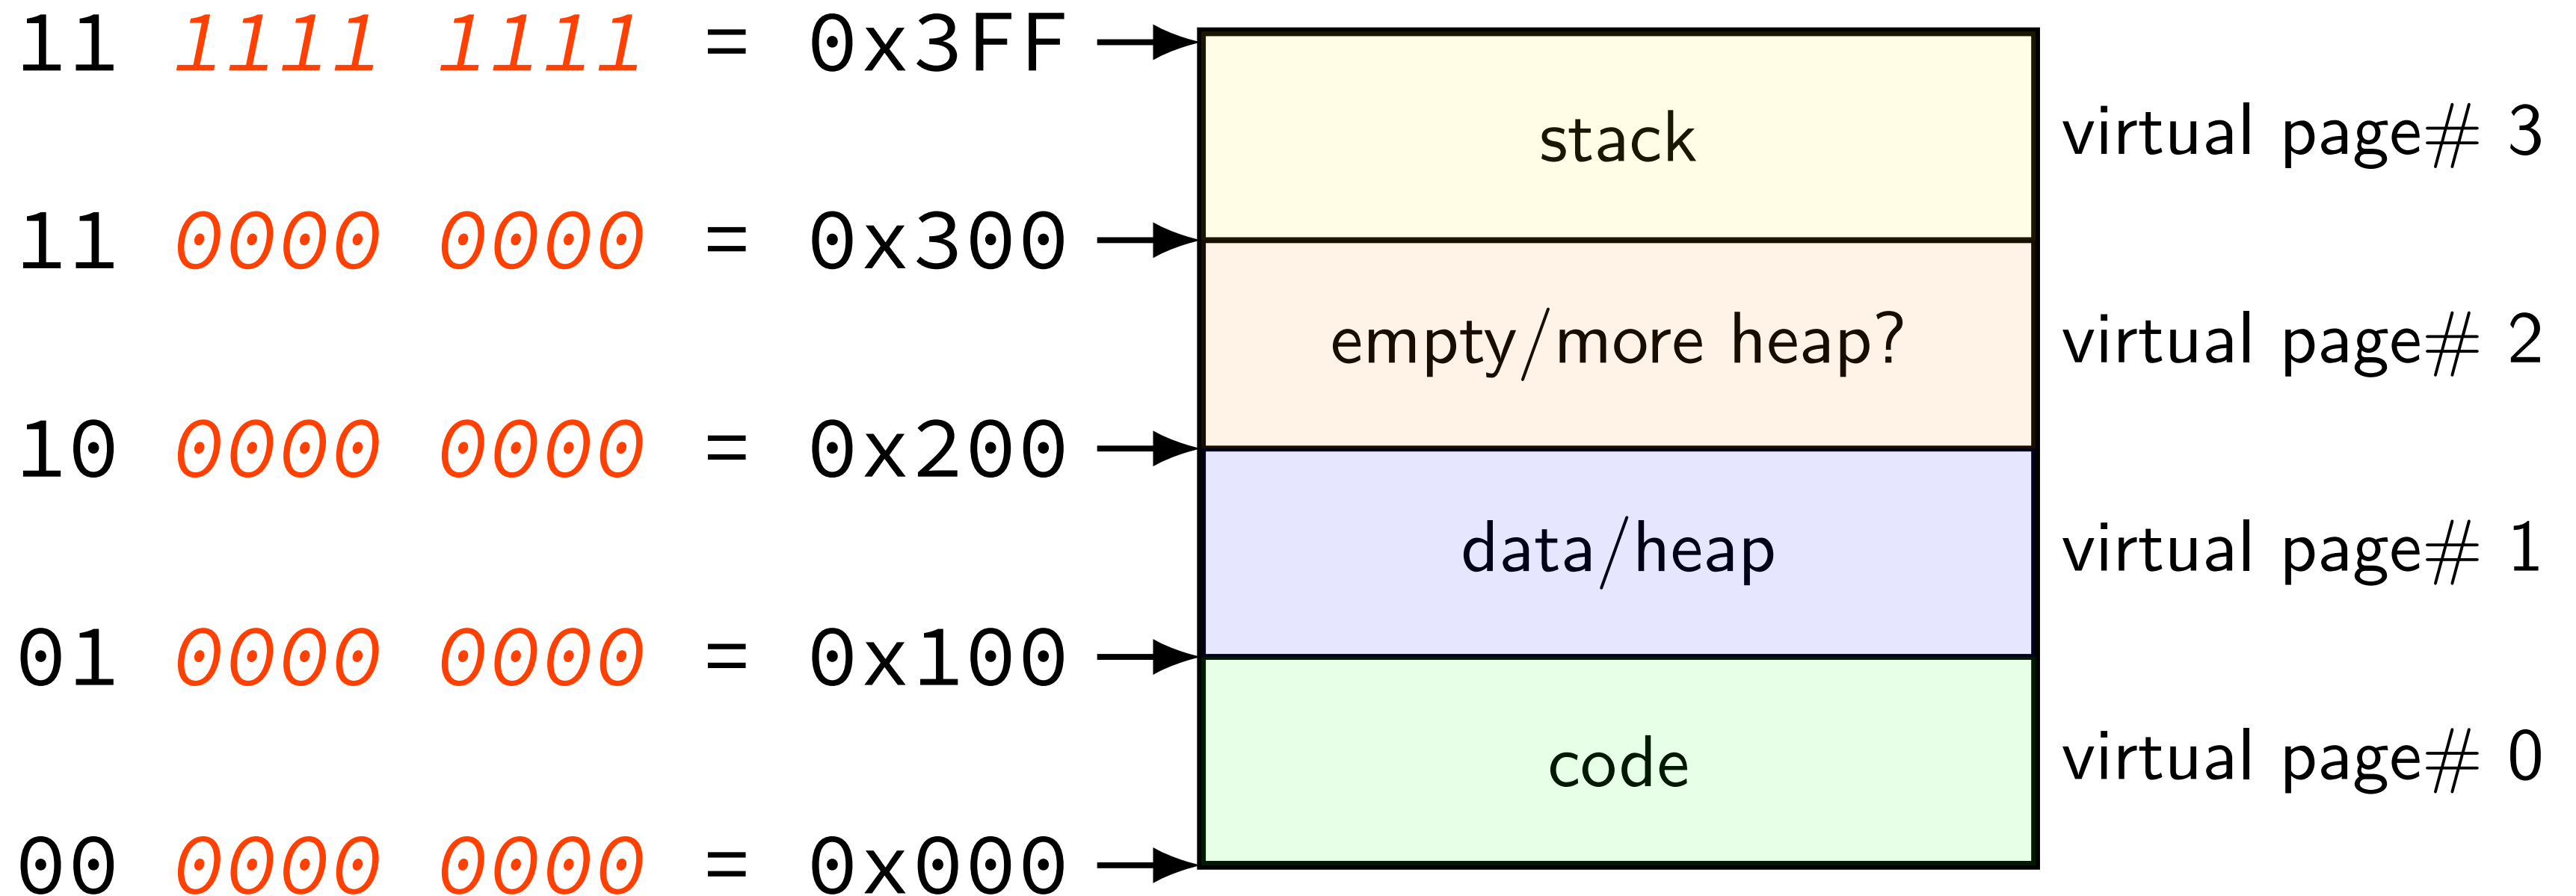 11 1111 1111 = 0x3FF
stack
virtual page# 3
11 0000 0000 = 0x300
empty/more heap?
virtual page# 2
10 0000 0000 = 0x200
data/heap
virtual page# 1
01 0000 0000 = 0x100
code
virtual page# 0
00 0000 0000 = 0x000